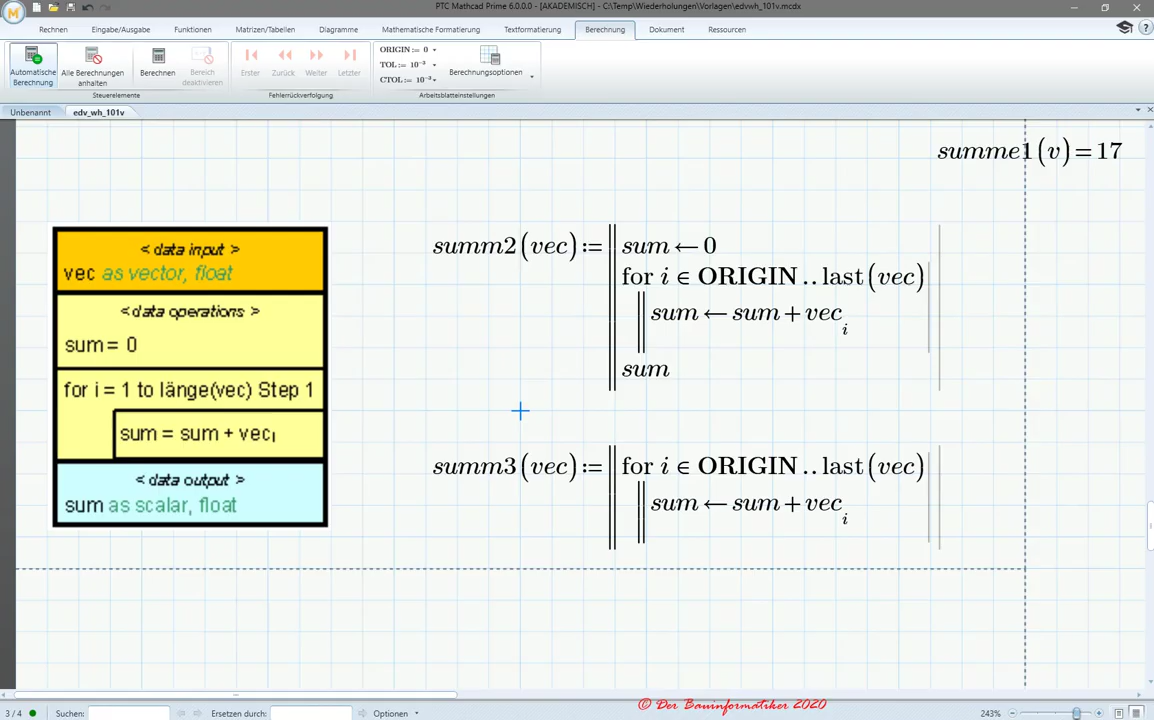 PTC Mathcad Prime 6.0.0.0 - [AKADEMISCH] - C:\Temp\Wiederholungen\Vorlagen\edvwh_101v.mcdx
Rechnen Eingabe/Ausgabe Funktionen Matrizen/Tabellen Diagramme Mathematische Formatierung Textformatierung Berechnung Dokument Ressourcen
Automatische Berechnung
Alle Berechnungen anhalten
Berechnen
Bereich deaktivieren
Erster Zurück Weiter Letzter
ORIGIN := 0
TOL := 10⁻³
CTOL := 10⁻³
Berechnungsoptionen
Steuerelemente Fehlerrückverfolgung Arbeitsblatteinstellungen
Unbenannt edv_wh_101v
summe1(v) = 17
< data input >
vec as vector, float
< data operations >
sum = 0
for i = 1 to länge(vec) Step 1
sum = sum + vecᵢ
< data output >
sum as scalar, float
summ2(vec) := sum ← 0
for i ∈ ORIGIN .. last(vec)
sum ← sum + vec i
sum
summ3(vec) := for i ∈ ORIGIN .. last(vec)
sum ← sum + vec i
© Der Bauinformatiker 2020
3 / 4 Suchen: Ersetzen durch: Optionen 243%